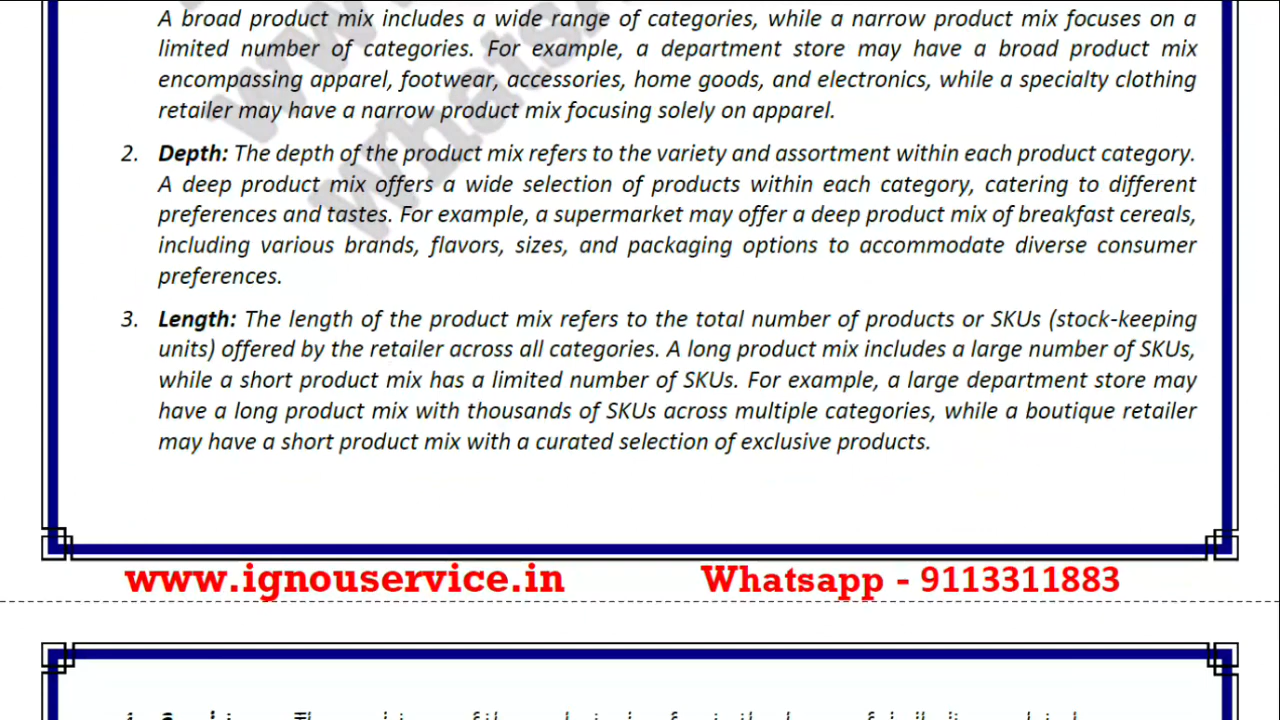 A broad product mix includes a wide range of categories, while a narrow product mix focuses on a
limited number of categories. For example, a department store may have a broad product mix
encompassing apparel, footwear, accessories, home goods, and electronics, while a specialty clothing
retailer may have a narrow product mix focusing solely on apparel.
2. Depth: The depth of the product mix refers to the variety and assortment within each product category.
A deep product mix offers a wide selection of products within each category, catering to different
preferences and tastes. For example, a supermarket may offer a deep product mix of breakfast cereals,
including various brands, flavors, sizes, and packaging options to accommodate diverse consumer
preferences.
3. Length: The length of the product mix refers to the total number of products or SKUs (stock-keeping
units) offered by the retailer across all categories. A long product mix includes a large number of SKUs,
while a short product mix has a limited number of SKUs. For example, a large department store may
have a long product mix with thousands of SKUs across multiple categories, while a boutique retailer
may have a short product mix with a curated selection of exclusive products.
www.ignouservice.in Whatsapp - 9113311883